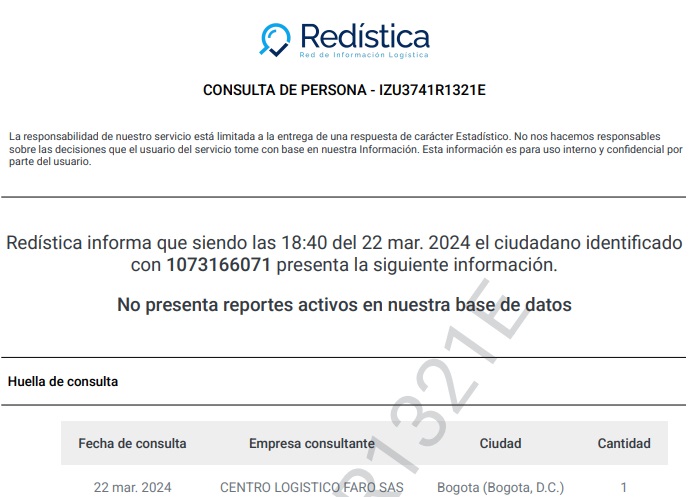 Redística
Red de Información Logística
CONSULTA DE PERSONA - IZU3741R1321E
La responsabilidad de nuestro servicio está limitada a la entrega de una respuesta de carácter Estadístico. No nos hacemos responsables
sobre las decisiones que el usuario del servicio tome con base en nuestra Información. Esta información es para uso interno y confidencial por
parte del usuario.
Redística informa que siendo las 18:40 del 22 mar. 2024 el ciudadano identificado
con 1073166071 presenta la siguiente información.
No presenta reportes activos en nuestra base de datos
R1321E
Huella de consulta
Fecha de consulta Empresa consultante Ciudad Cantidad
22 mar. 2024 CENTRO LOGISTICO FARO SAS Bogota (Bogota, D.C.) 1